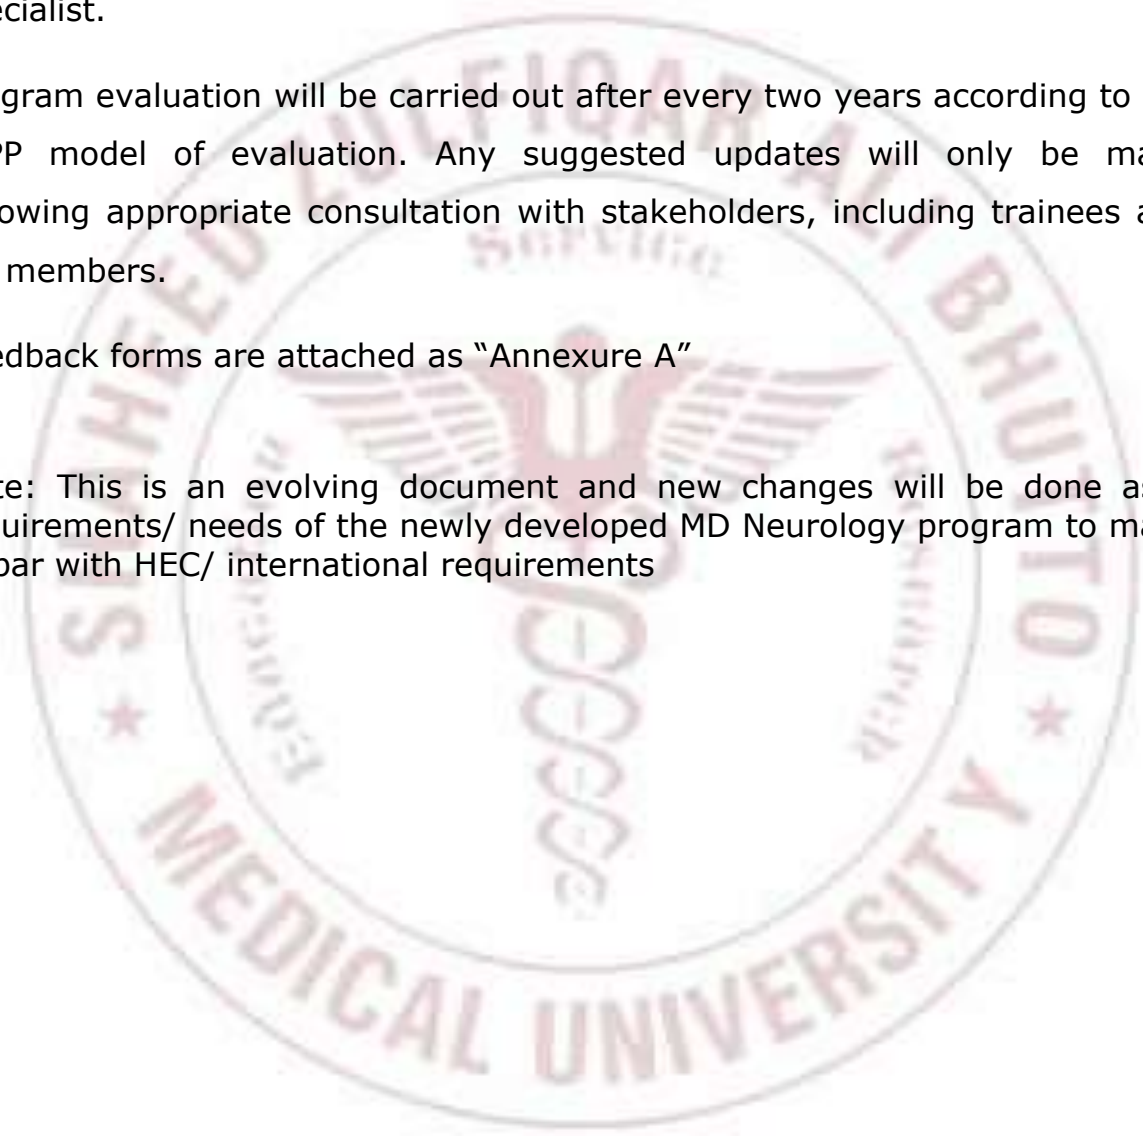 ecialist.
gram evaluation will be carried out after every two years according to
PP model of evaluation. Any suggested updates will only be ma
owing appropriate consultation with stakeholders, including trainees a
members.
edback forms are attached as “Annexure A”
te: This is an evolving document and new changes will be done as
uirements/ needs of the newly developed MD Neurology program to ma
par with HEC/ international requirements
SHAHEED ZULFIQAR ALI BHUTTO
MEDICAL UNIVERSITY
Service